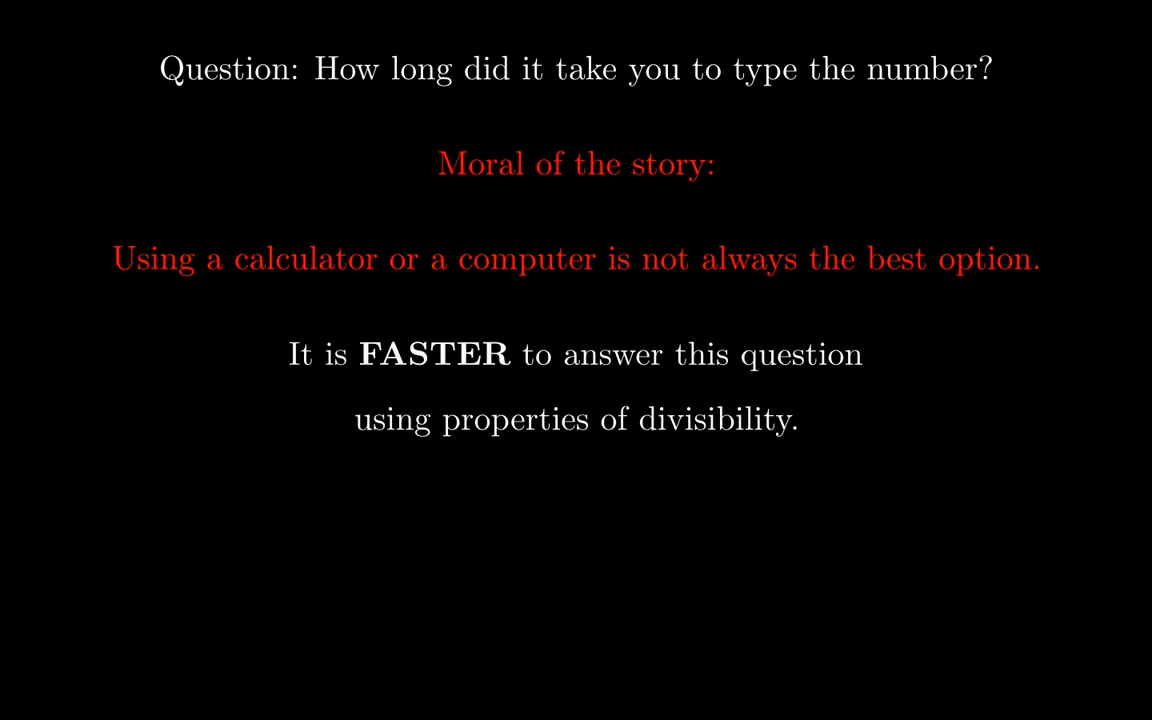 Question: How long did it take you to type the number?
Moral of the story:
Using a calculator or a computer is not always the best option.
It is FASTER to answer this question
using properties of divisibility.